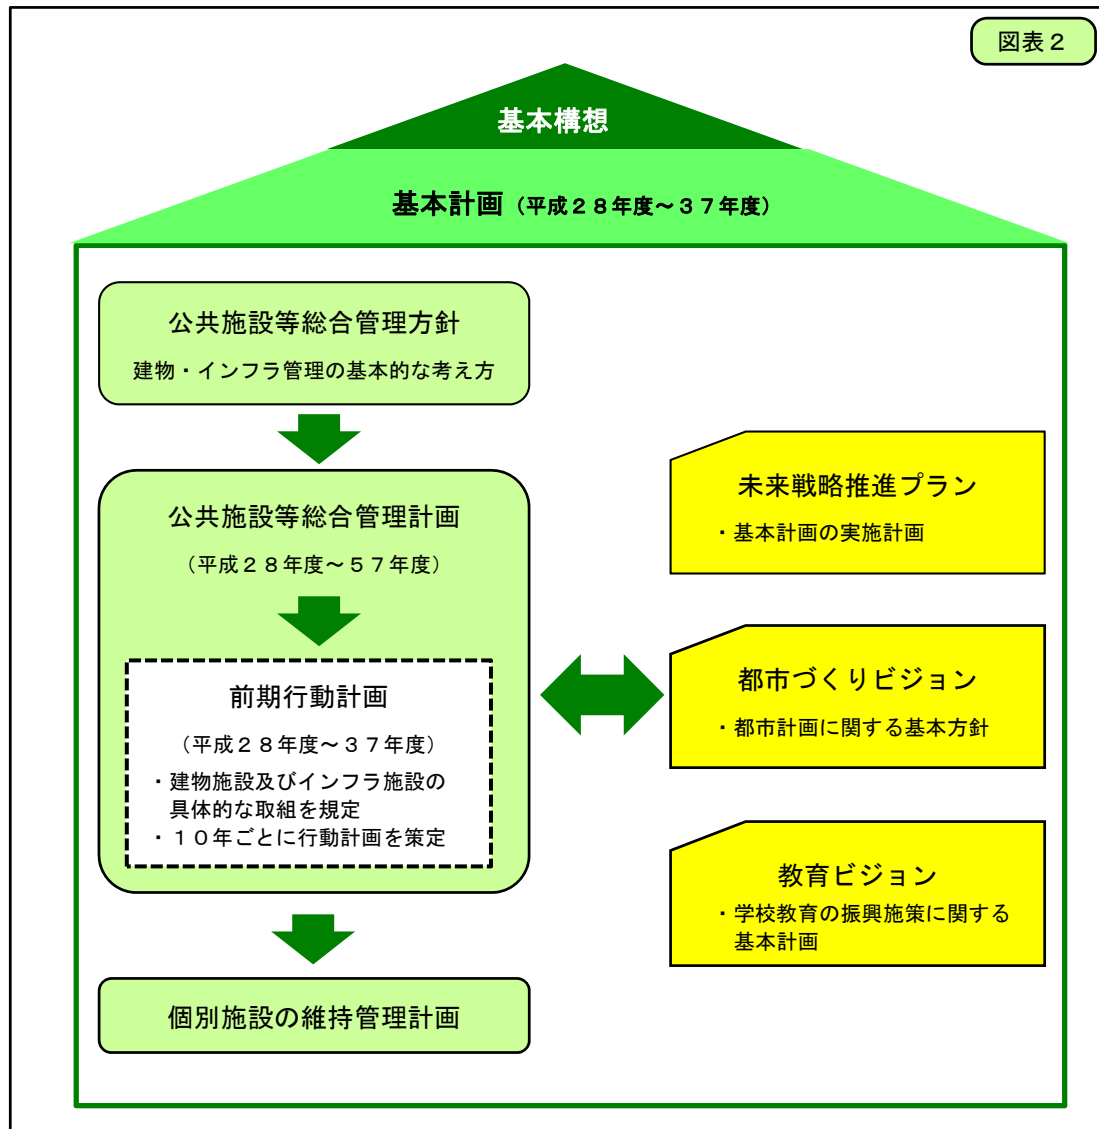 図表２
基本構想
基本計画（平成２８年度～３７年度）
公共施設等総合管理方針
建物・インフラ管理の基本的な考え方
公共施設等総合管理計画
（平成２８年度～５７年度）
前期行動計画
（平成２８年度～３７年度）
・建物施設及びインフラ施設の
具体的な取組を規定
・１０年ごとに行動計画を策定
個別施設の維持管理計画
未来戦略推進プラン
・基本計画の実施計画
都市づくりビジョン
・都市計画に関する基本方針
教育ビジョン
・学校教育の振興施策に関する
基本計画